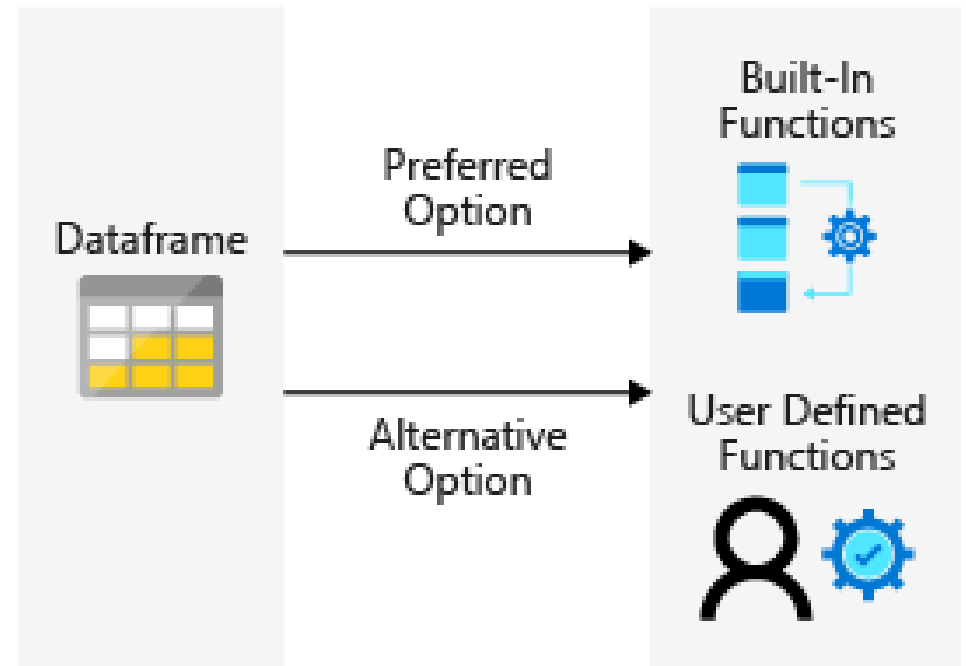 Dataframe
Preferred
Option
Alternative
Option
Built-In
Functions
User Defined
Functions